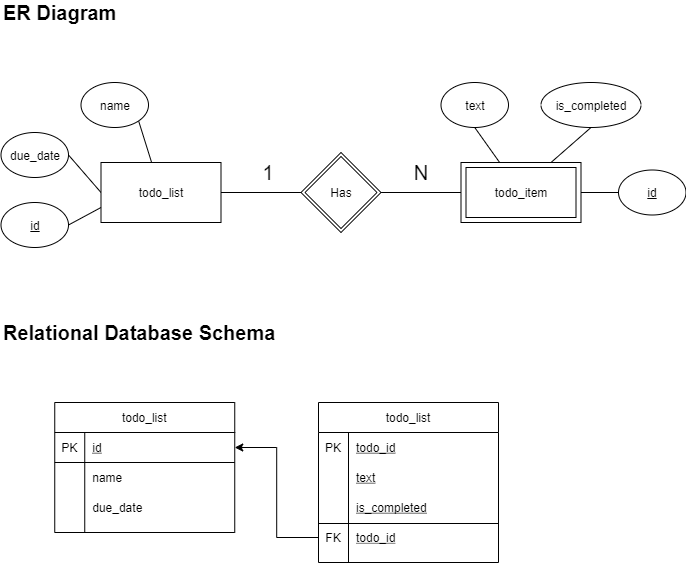 ER Diagram
name
text
is_completed
due_date
1
N
todo_list
Has
todo_item
id
id
Relational Database Schema
todo_list
PK
id
name
due_date
todo_list
PK
todo_id
text
is_completed
FK
todo_id